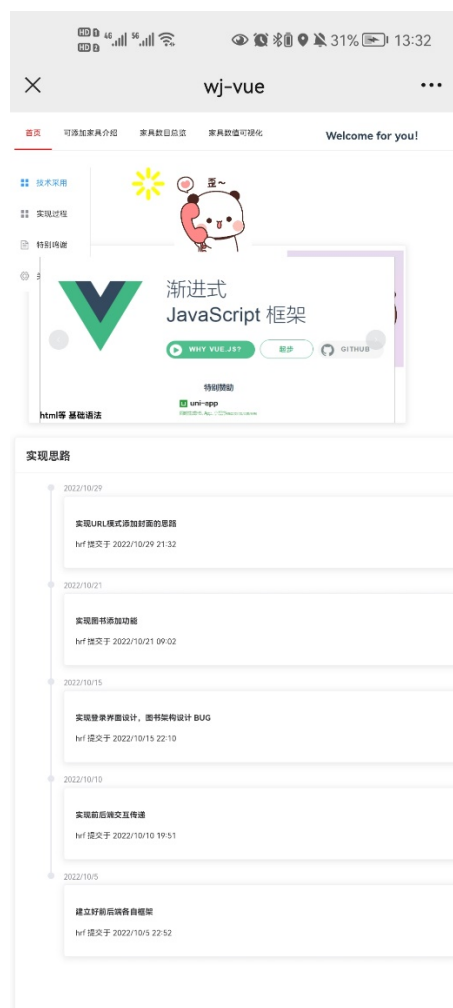 HD 46 56 31% 13:32
HD
wj-vue
首页 可添加家具介绍 家具数目总览 家具数值可视化 Welcome for you!
技术采用
歪~
实现过程
特别鸣谢
渐进式
JavaScript 框架
WHY VUE.JS? 起步 GITHUB
特别赞助
uni-app
html等 基础语法
实现思路
2022/10/29
实现URL模式添加封面的思路
hrf 提交于 2022/10/29 21:32
2022/10/21
实现图书添加功能
hrf 提交于 2022/10/21 09:02
2022/10/15
实现登录界面设计，图书架构设计 BUG
hrf 提交于 2022/10/15 22:10
2022/10/10
实现前后端交互传递
hrf 提交于 2022/10/10 19:51
2022/10/5
建立好前后端各自框架
hrf 提交于 2022/10/5 22:52